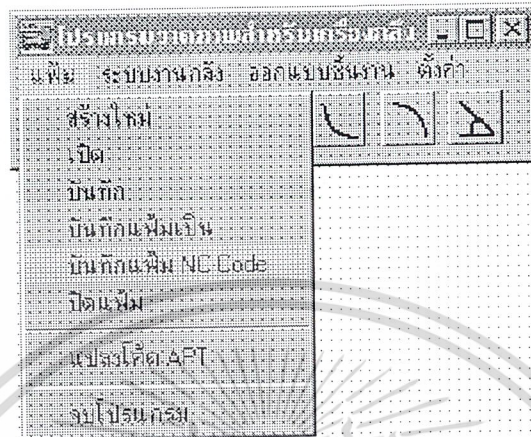 โปรแกรมวาดภาพสำหรับเครื่องกลึง
แฟ้ม ระบบงานกลึง ออกแบบชิ้นงาน ตั้งค่า
สร้างใหม่
เปิด
บันทึก
บันทึกแฟ้มเป็น
บันทึกแฟ้ม NC Code
ปิดแฟ้ม
แปลงโค้ด APT
จบโปรแกรม